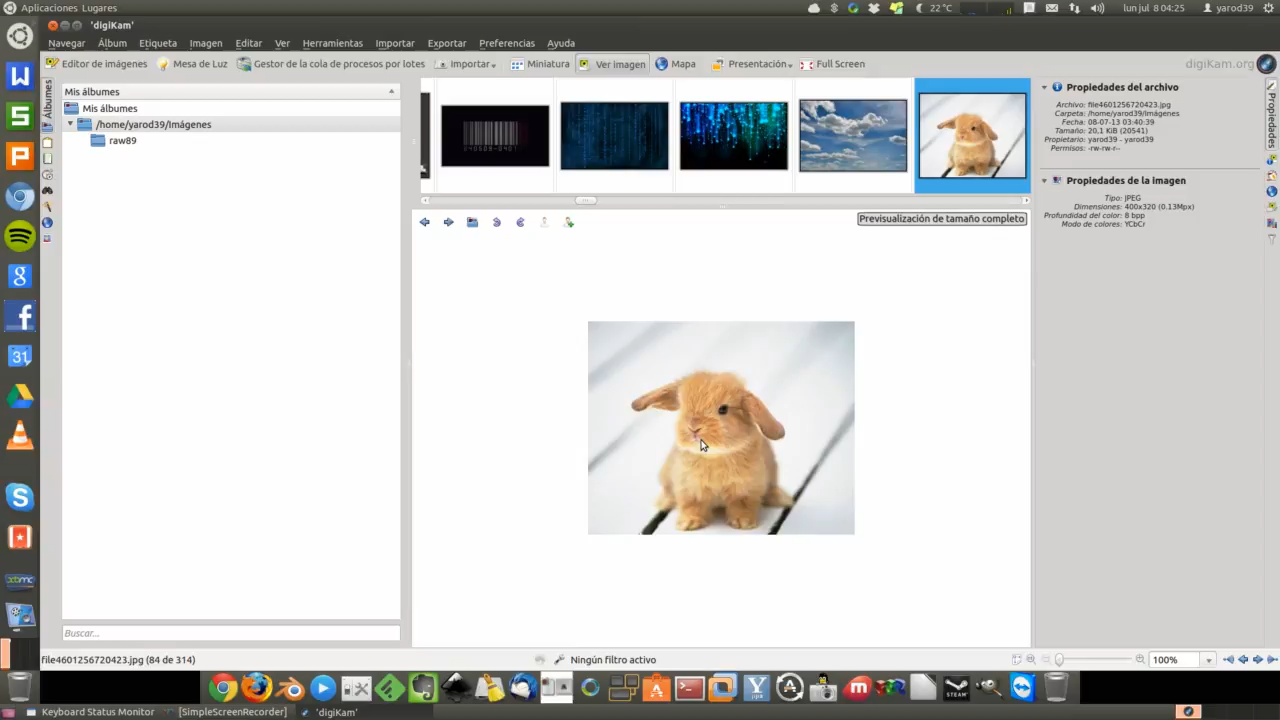 Aplicaciones Lugares
22 °C
lun jul 8 04:25
yarod39
'digiKam'
Navegar Álbum Etiqueta Imagen Editar Ver Herramientas Importar Exportar Preferencias Ayuda
Editor de imágenes Mesa de Luz Gestor de la cola de procesos por lotes Importar Miniatura Ver imagen Mapa Presentación Full Screen digiKam.org
Álbumes
Mis álbumes
Mis álbumes
/home/yarod39/Imágenes
raw89
040506-0401
Previsualización de tamaño completo
Propiedades del archivo
Archivo: file4601256720423.jpg
Carpeta: /home/yarod39/Imágenes
Fecha: 08-07-13 03:40:39
Tamaño: 20,1 KiB (20541)
Propietario: yarod39 - yarod39
Permisos: -rw-rw-r--
Propiedades de la imagen
Tipo: JPEG
Dimensiones: 400x320 (0.13Mpx)
Profundidad del color: 8 bpp
Modo de colores: YCbCr
Propiedades
Buscar...
file4601256720423.jpg (84 de 314)
Ningún filtro activo
100%
STEAM
Keyboard Status Monitor
[SimpleScreenRecorder]
'digiKam'